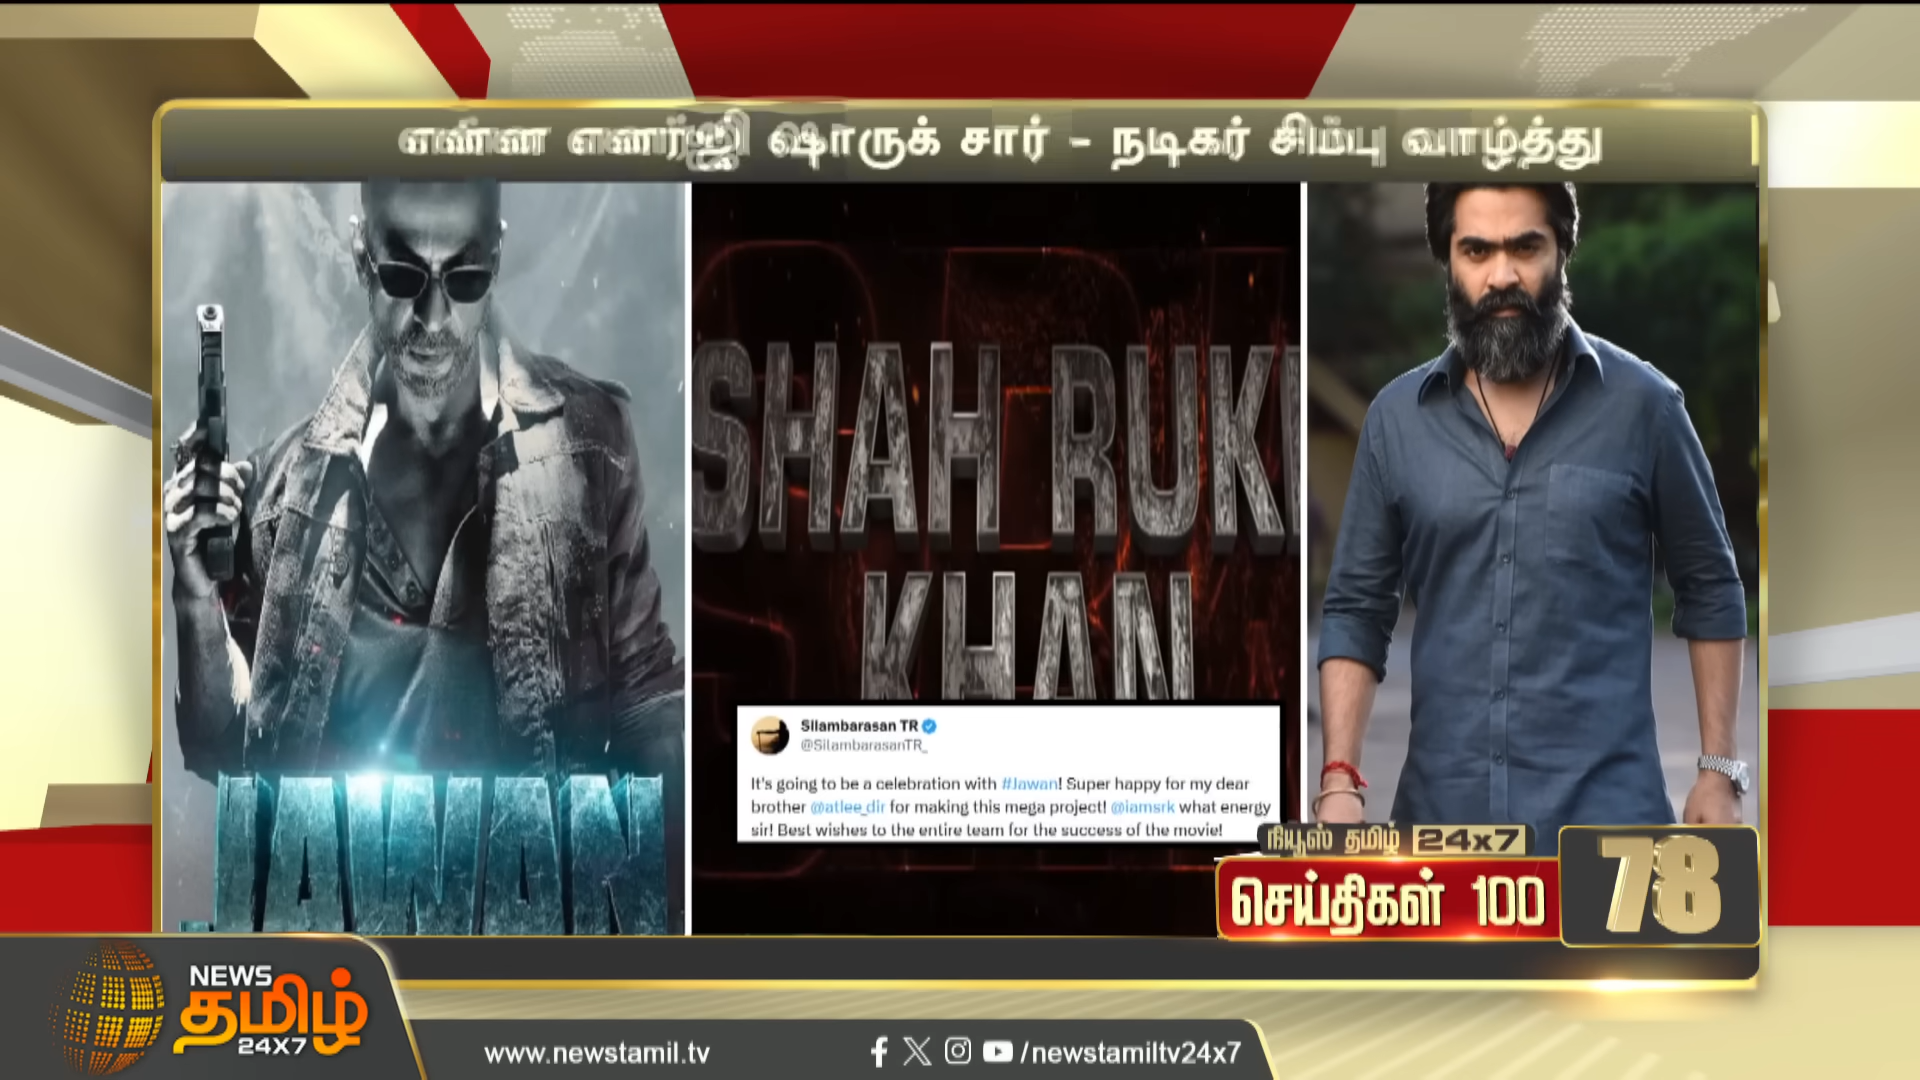 என்ன எனர்ஜி ஷாருக் சார் - நடிகர் சிம்பு வாழ்த்து
SHAH RUKH
KHAN
Silambarasan TR
@SilambarasanTR_
It's going to be a celebration with #Jawan! Super happy for my dear
brother @atlee_dir for making this mega project! @iamsrk what energy
sir! Best wishes to the entire team for the success of the movie!
JAWAN
நியூஸ் தமிழ் 24x7
செய்திகள் 100
78
NEWS
தமிழ்
24X7
www.newstamil.tv
/newstamiltv24x7